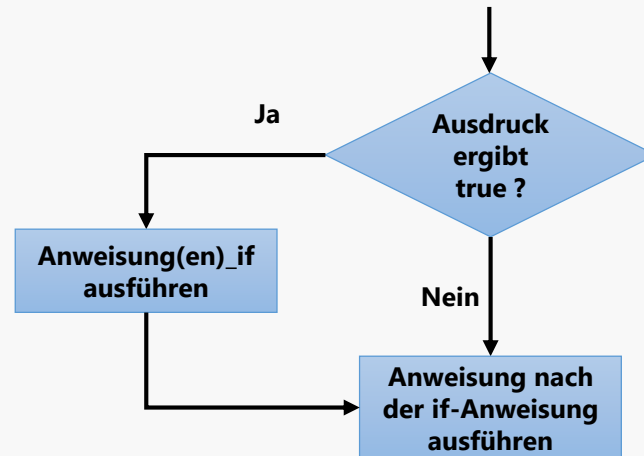 Ja
Ausdruck
ergibt
true ?
Anweisung(en)_if
ausführen
Nein
Anweisung nach
der if-Anweisung
ausführen